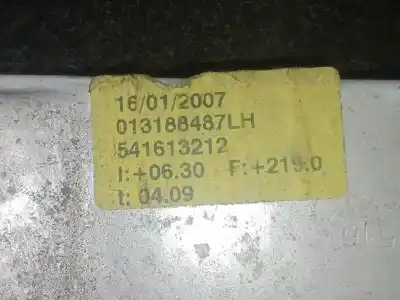 16/01/2007
013188487LH
541613212
I:+06.30 F:+219.0
t: 04.09